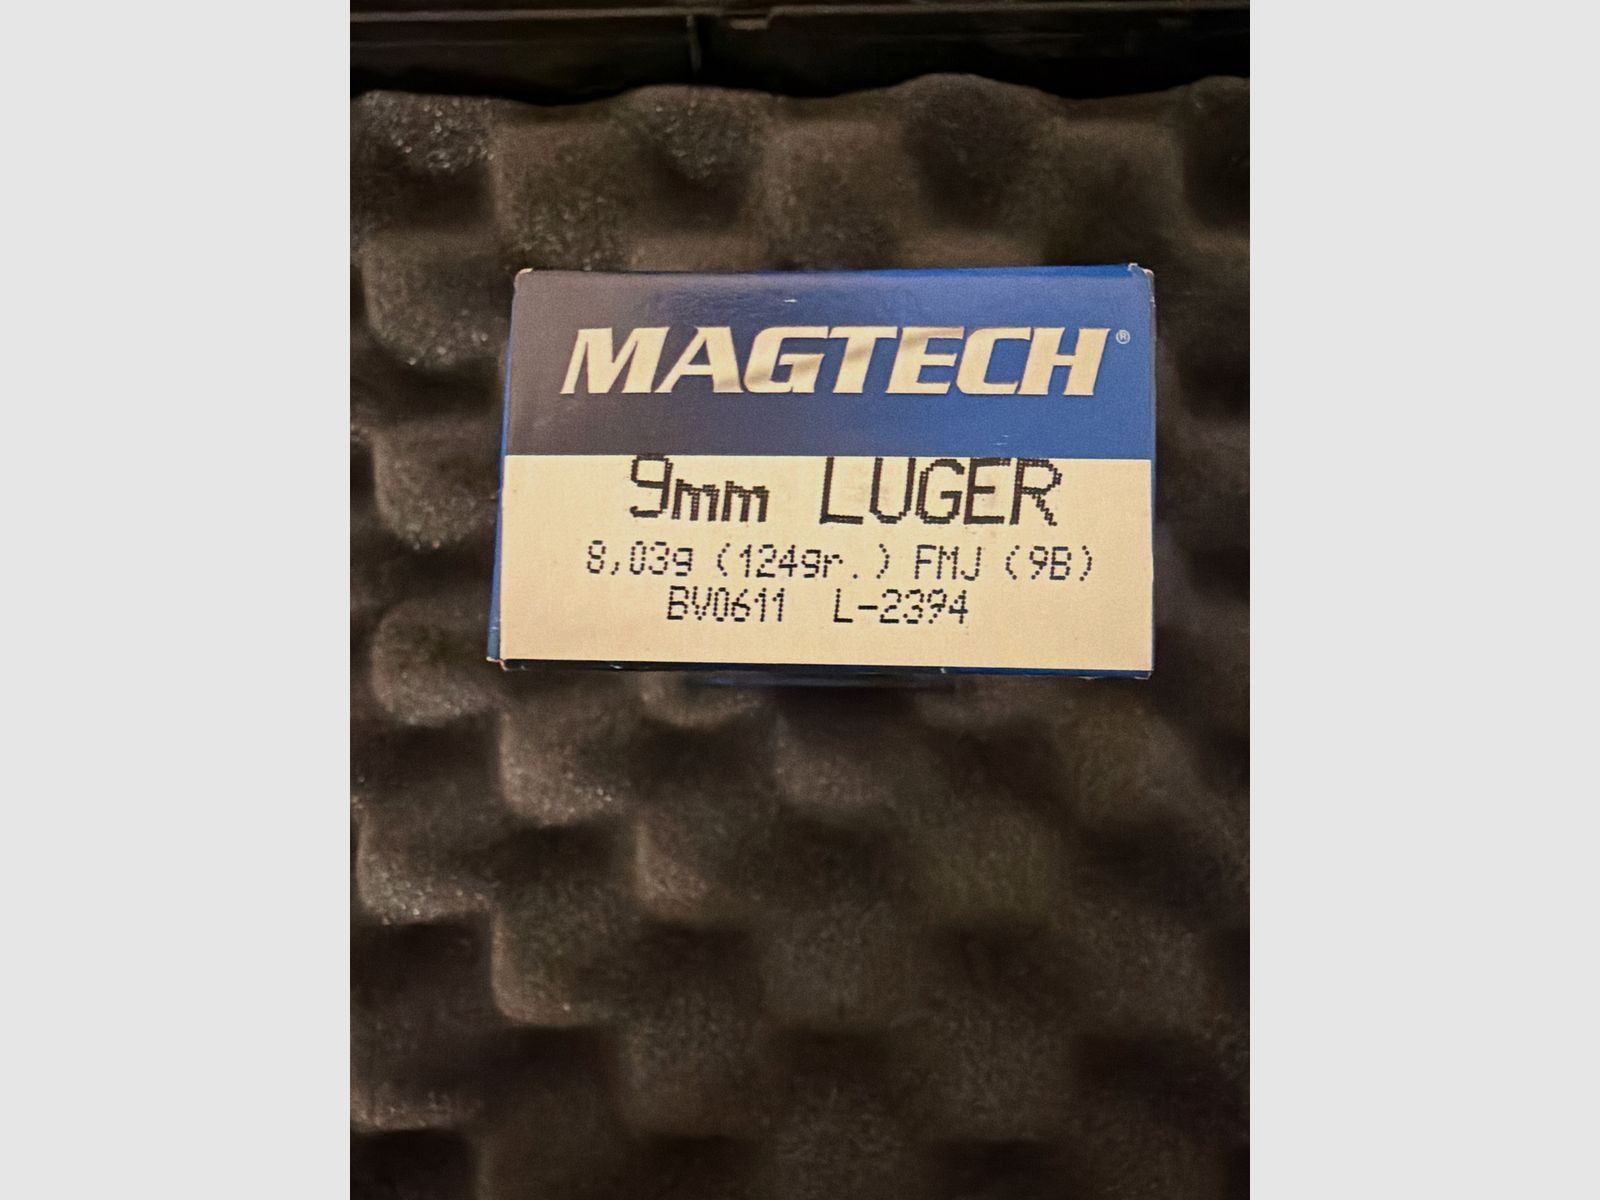 MAGTECH®
9mm LUGER
8,03g (124gr.) FMJ (9B)
BV0611 L-2394